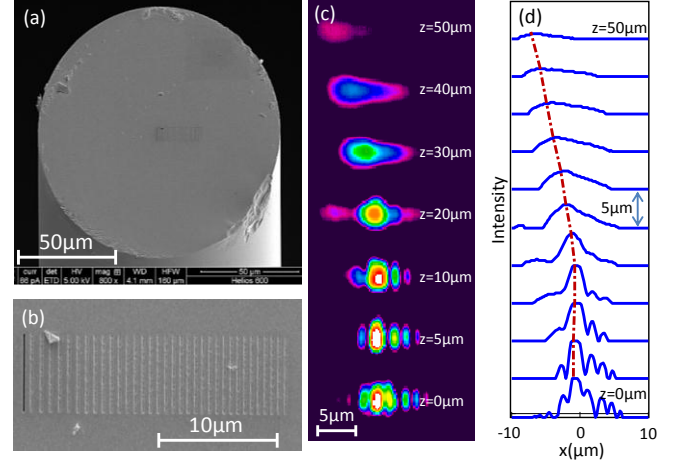 (a)
50μm
curr det HV mag WD HFW 50 μm
86 pA ETD 5.00 kV 800 x 4.1 mm 160 μm Helios 600
(b)
10μm
(c)
z=50μm
z=40μm
z=30μm
z=20μm
z=10μm
z=5μm
z=0μm
5μm
(d)
z=50μm
Intensity
5μm
z=0μm
-10 0 10
x(μm)